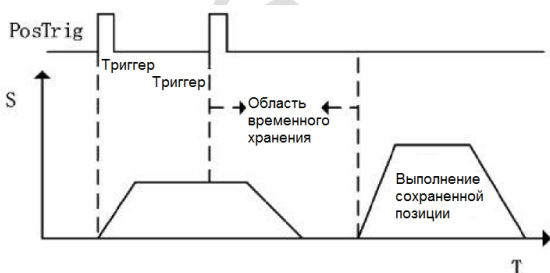 PosTrig
Триггер
Триггер
S
Область
временного
хранения
Выполнение
сохраненной
позиции
T